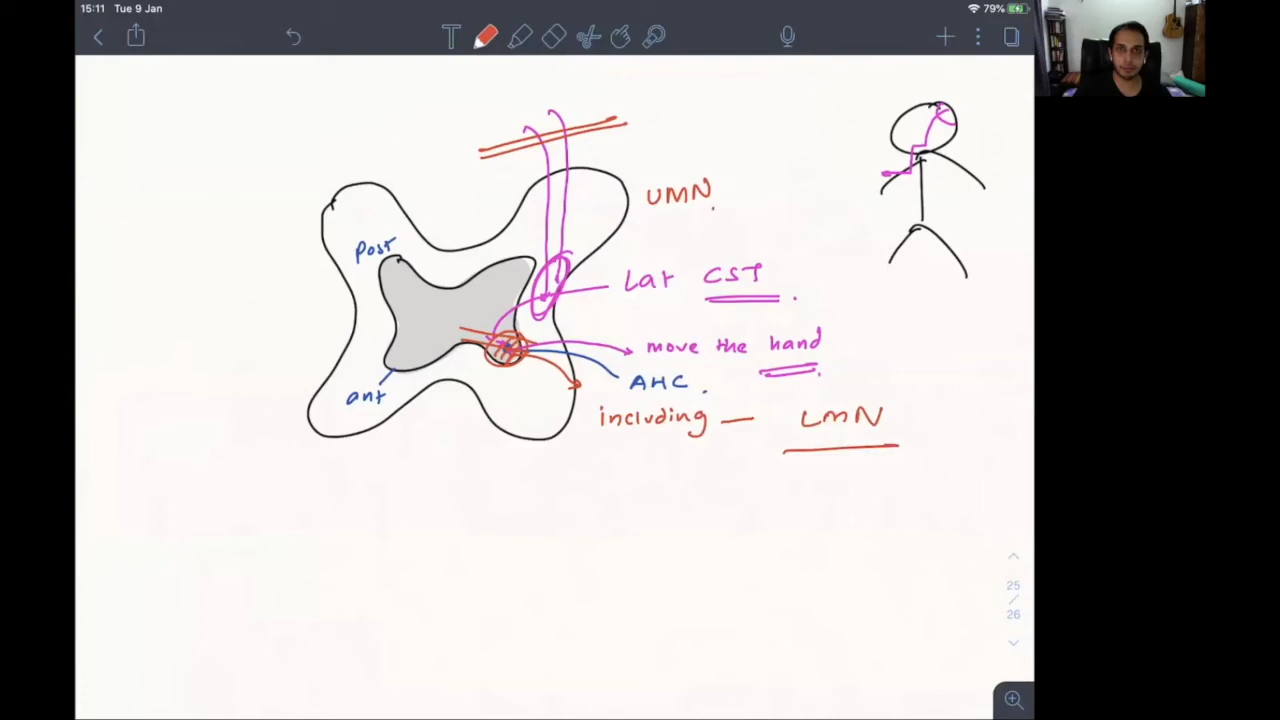 15:11 Tue 9 Jan
79%
T
UMN.
Post
Lat CST.
move the hand.
AHC.
ant
including — LMN
25
/
26